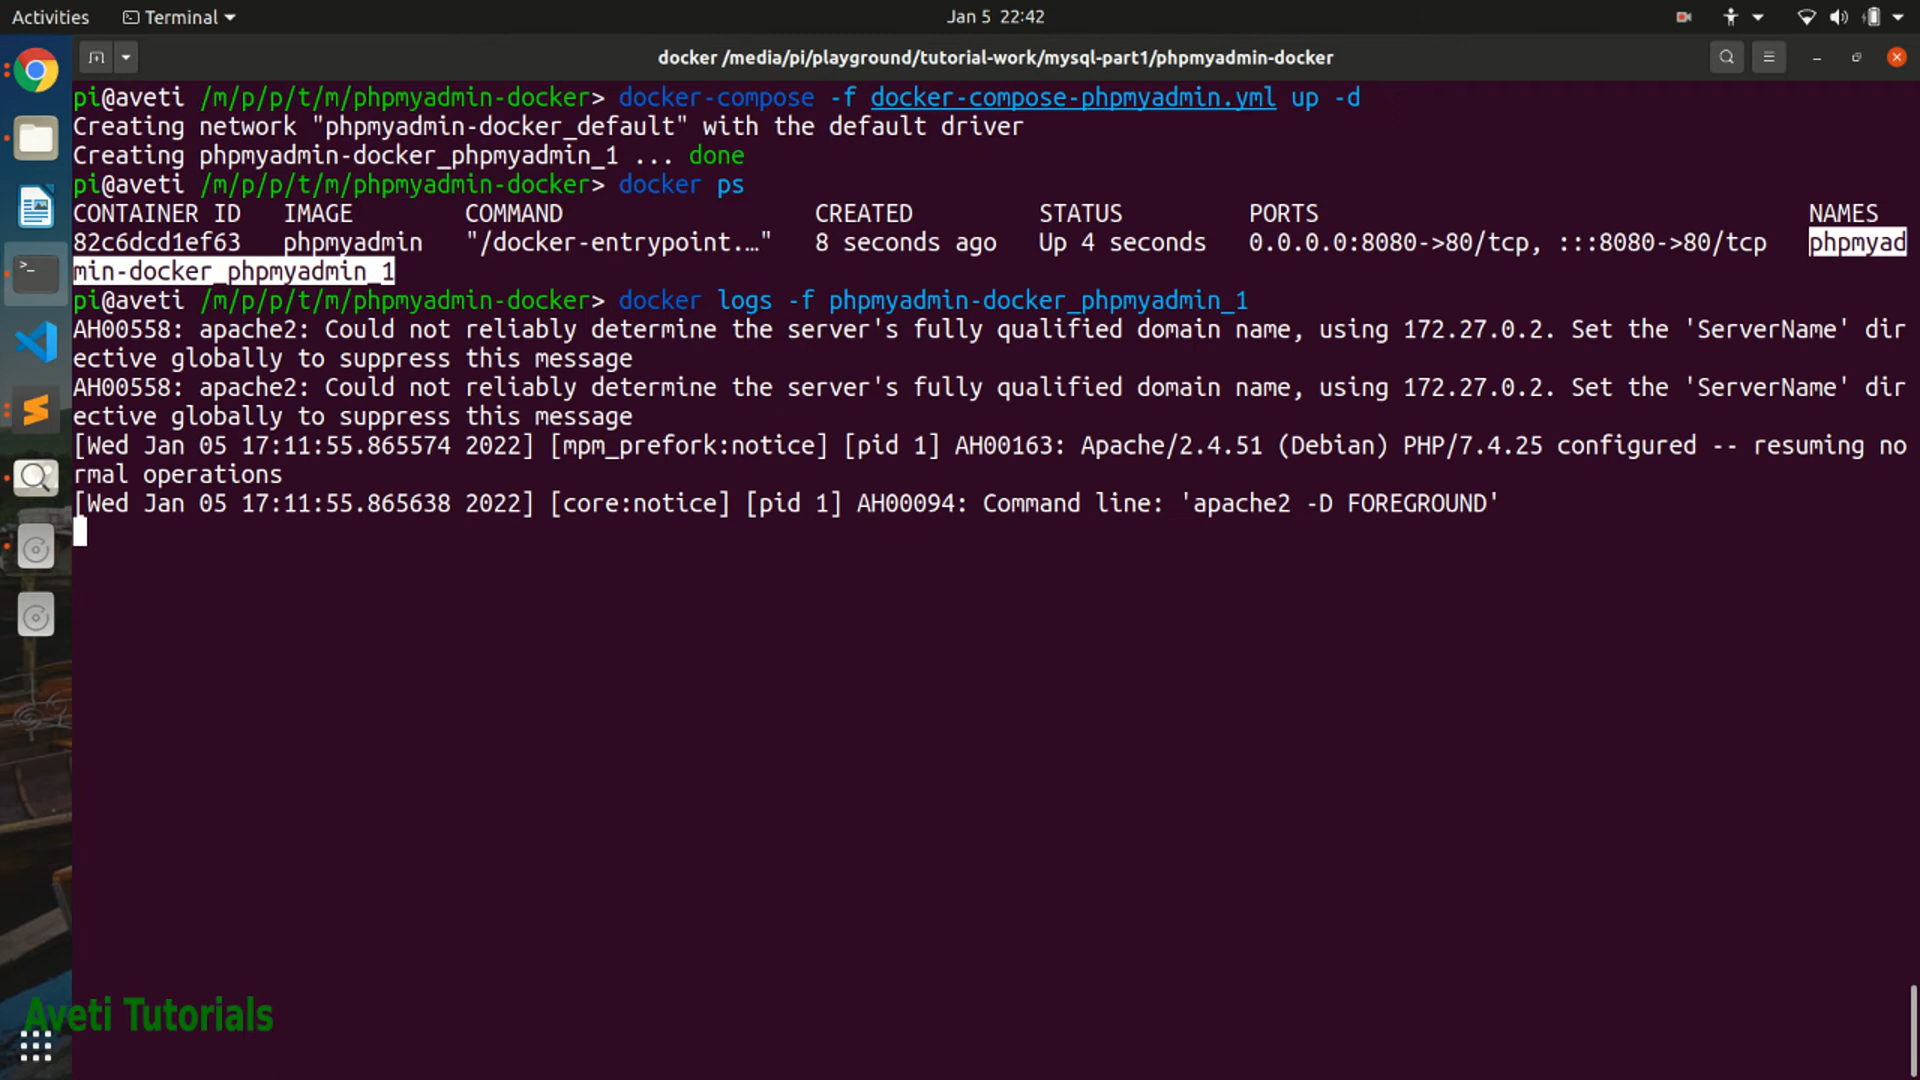 Activities Terminal Jan 5 22:42
docker /media/pi/playground/tutorial-work/mysql-part1/phpmyadmin-docker
pi@aveti /m/p/p/t/m/phpmyadmin-docker> docker-compose -f docker-compose-phpmyadmin.yml up -d
Creating network "phpmyadmin-docker_default" with the default driver
Creating phpmyadmin-docker_phpmyadmin_1 ... done
pi@aveti /m/p/p/t/m/phpmyadmin-docker> docker ps
CONTAINER ID IMAGE COMMAND CREATED STATUS PORTS NAMES
82c6dcd1ef63 phpmyadmin "/docker-entrypoint.…" 8 seconds ago Up 4 seconds 0.0.0.0:8080->80/tcp, :::8080->80/tcp phpmyad
min-docker_phpmyadmin_1
pi@aveti /m/p/p/t/m/phpmyadmin-docker> docker logs -f phpmyadmin-docker_phpmyadmin_1
AH00558: apache2: Could not reliably determine the server's fully qualified domain name, using 172.27.0.2. Set the 'ServerName' dir
ective globally to suppress this message
AH00558: apache2: Could not reliably determine the server's fully qualified domain name, using 172.27.0.2. Set the 'ServerName' dir
ective globally to suppress this message
[Wed Jan 05 17:11:55.865574 2022] [mpm_prefork:notice] [pid 1] AH00163: Apache/2.4.51 (Debian) PHP/7.4.25 configured -- resuming no
rmal operations
[Wed Jan 05 17:11:55.865638 2022] [core:notice] [pid 1] AH00094: Command line: 'apache2 -D FOREGROUND'
Aveti Tutorials